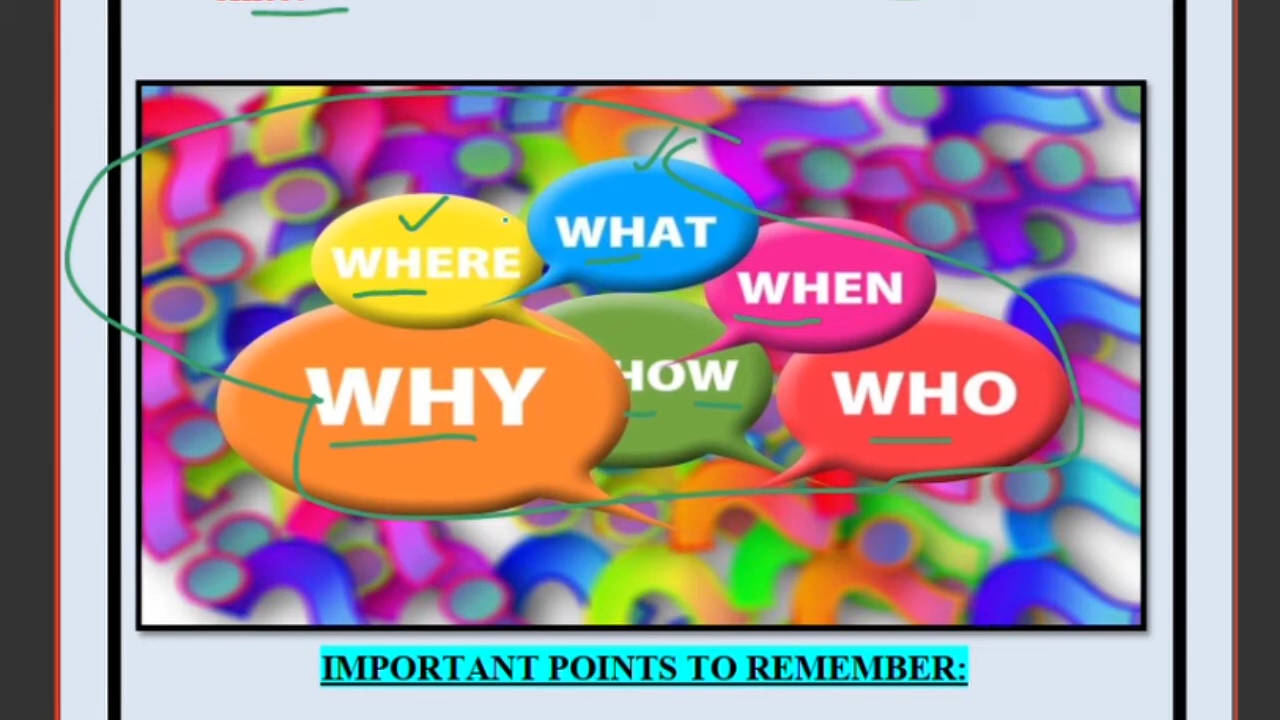 WHERE
WHAT
WHEN
WHY
HOW
WHO
IMPORTANT POINTS TO REMEMBER: